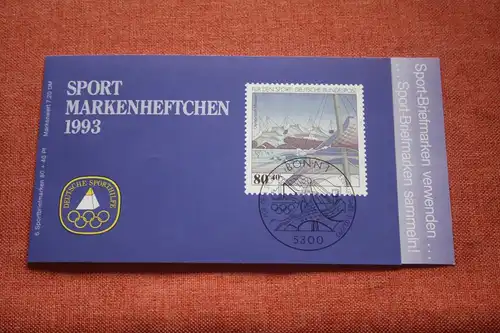 SPORT
MARKENHEFTCHEN
1993
6 Sportbriefmarken 80 + 40 Pf
Markenwert 7,20 DM
DEUTSCHE SPORTHILFE
FÜR DEN SPORT DEUTSCHE BUNDESPOST
80+40
BONN 1
5300
Sport-Briefmarken verwenden ...
... Sport-Briefmarken sammeln!